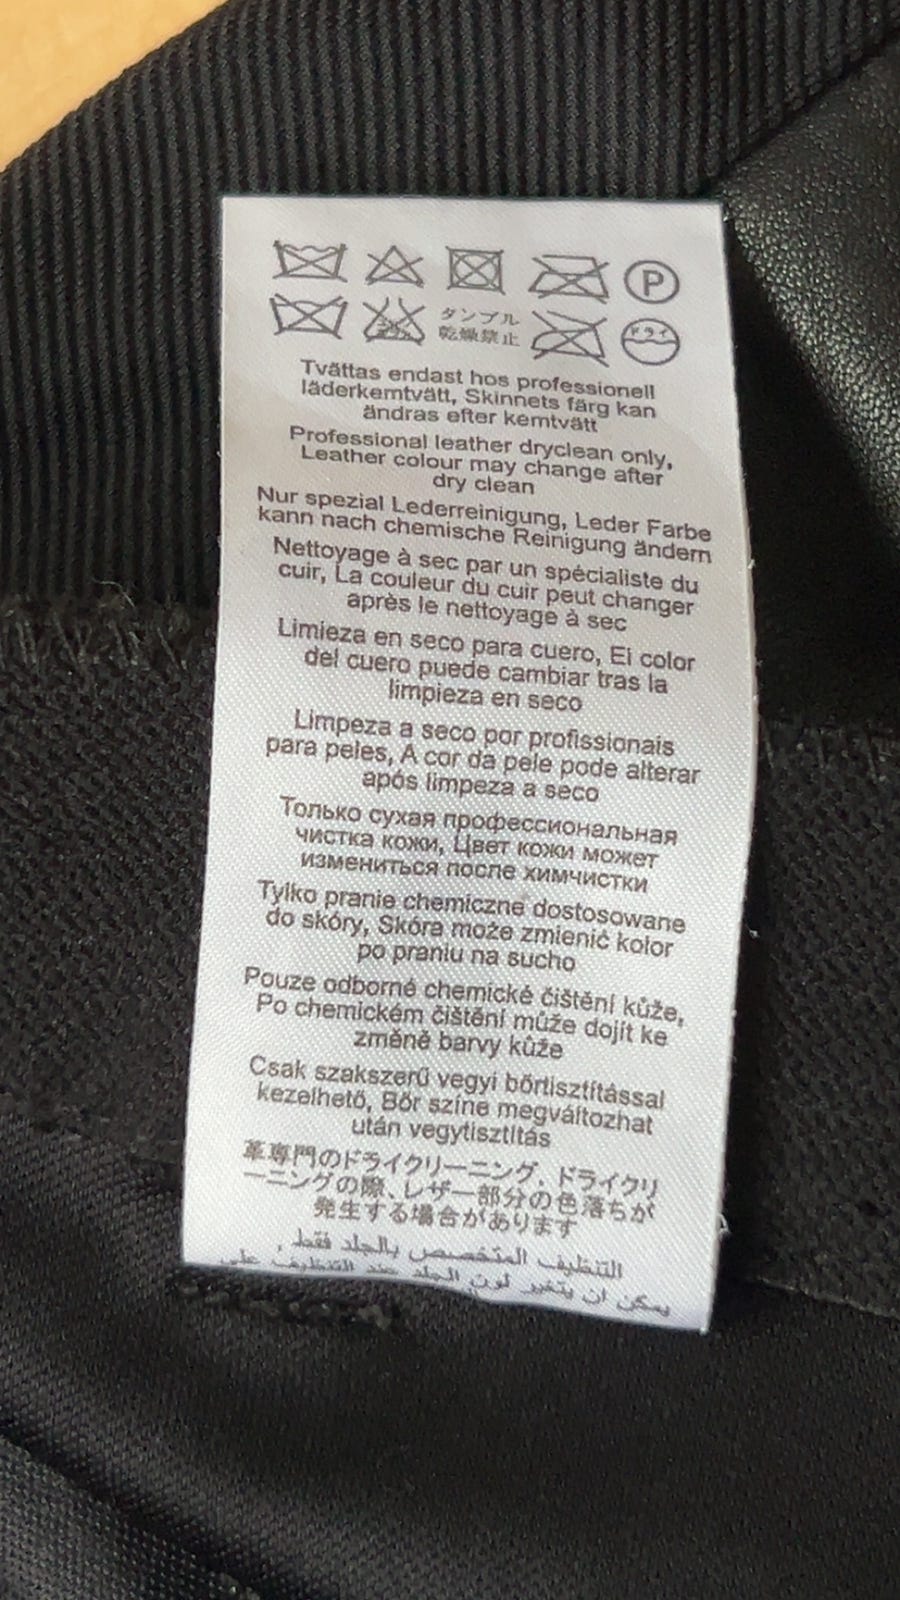 P
タンブル
乾燥禁止
ドライ
Tvättas endast hos professionell
läderkemtvätt, Skinnets färg kan
ändras efter kemtvätt
Professional leather dryclean only,
Leather colour may change after
dry clean
Nur spezial Lederreinigung, Leder Farbe
kann nach chemische Reinigung ändern
Nettoyage à sec par un spécialiste du
cuir, La couleur du cuir peut changer
après le nettoyage à sec
Limieza en seco para cuero, El color
del cuero puede cambiar tras la
limpieza en seco
Limpeza a seco por profissionais
para peles, A cor da pele pode alterar
após limpeza a seco
Только сухая профессиональная
чистка кожи, Цвет кожи может
измениться после химчистки
Tylko pranie chemiczne dostosowane
do skóry, Skóra może zmienić kolor
po praniu na sucho
Pouze odborné chemické čištění kůže,
Po chemickém čištění může dojít ke
změně barvy kůže
Csak szakszerű vegyi bőrtisztítással
kezelhető, Bőr színe megváltozhat
után vegytisztítás
革専門のドライクリーニング、ドライクリ
ーニングの際、レザー部分の色落ちが
発生する場合があります
التنظيف المتخصص بالجلد فقط ,
يمكن ان يتغير لون الجلد عند التنظيف على